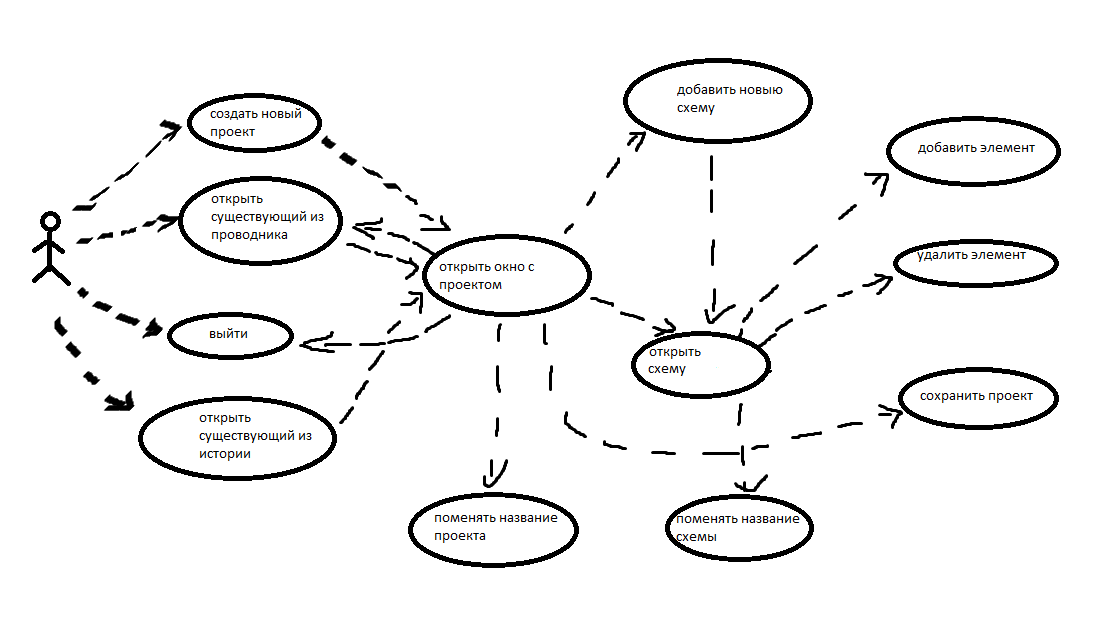 добавить новыю
схему
создать новый
проект
добавить элемент
открыть
существующий из
проводника
открыть окно с
проектом
удалить элемент
выйти
открыть
схему
сохранить проект
открыть
существующий из
истории
поменять название
проекта
поменять название
схемы